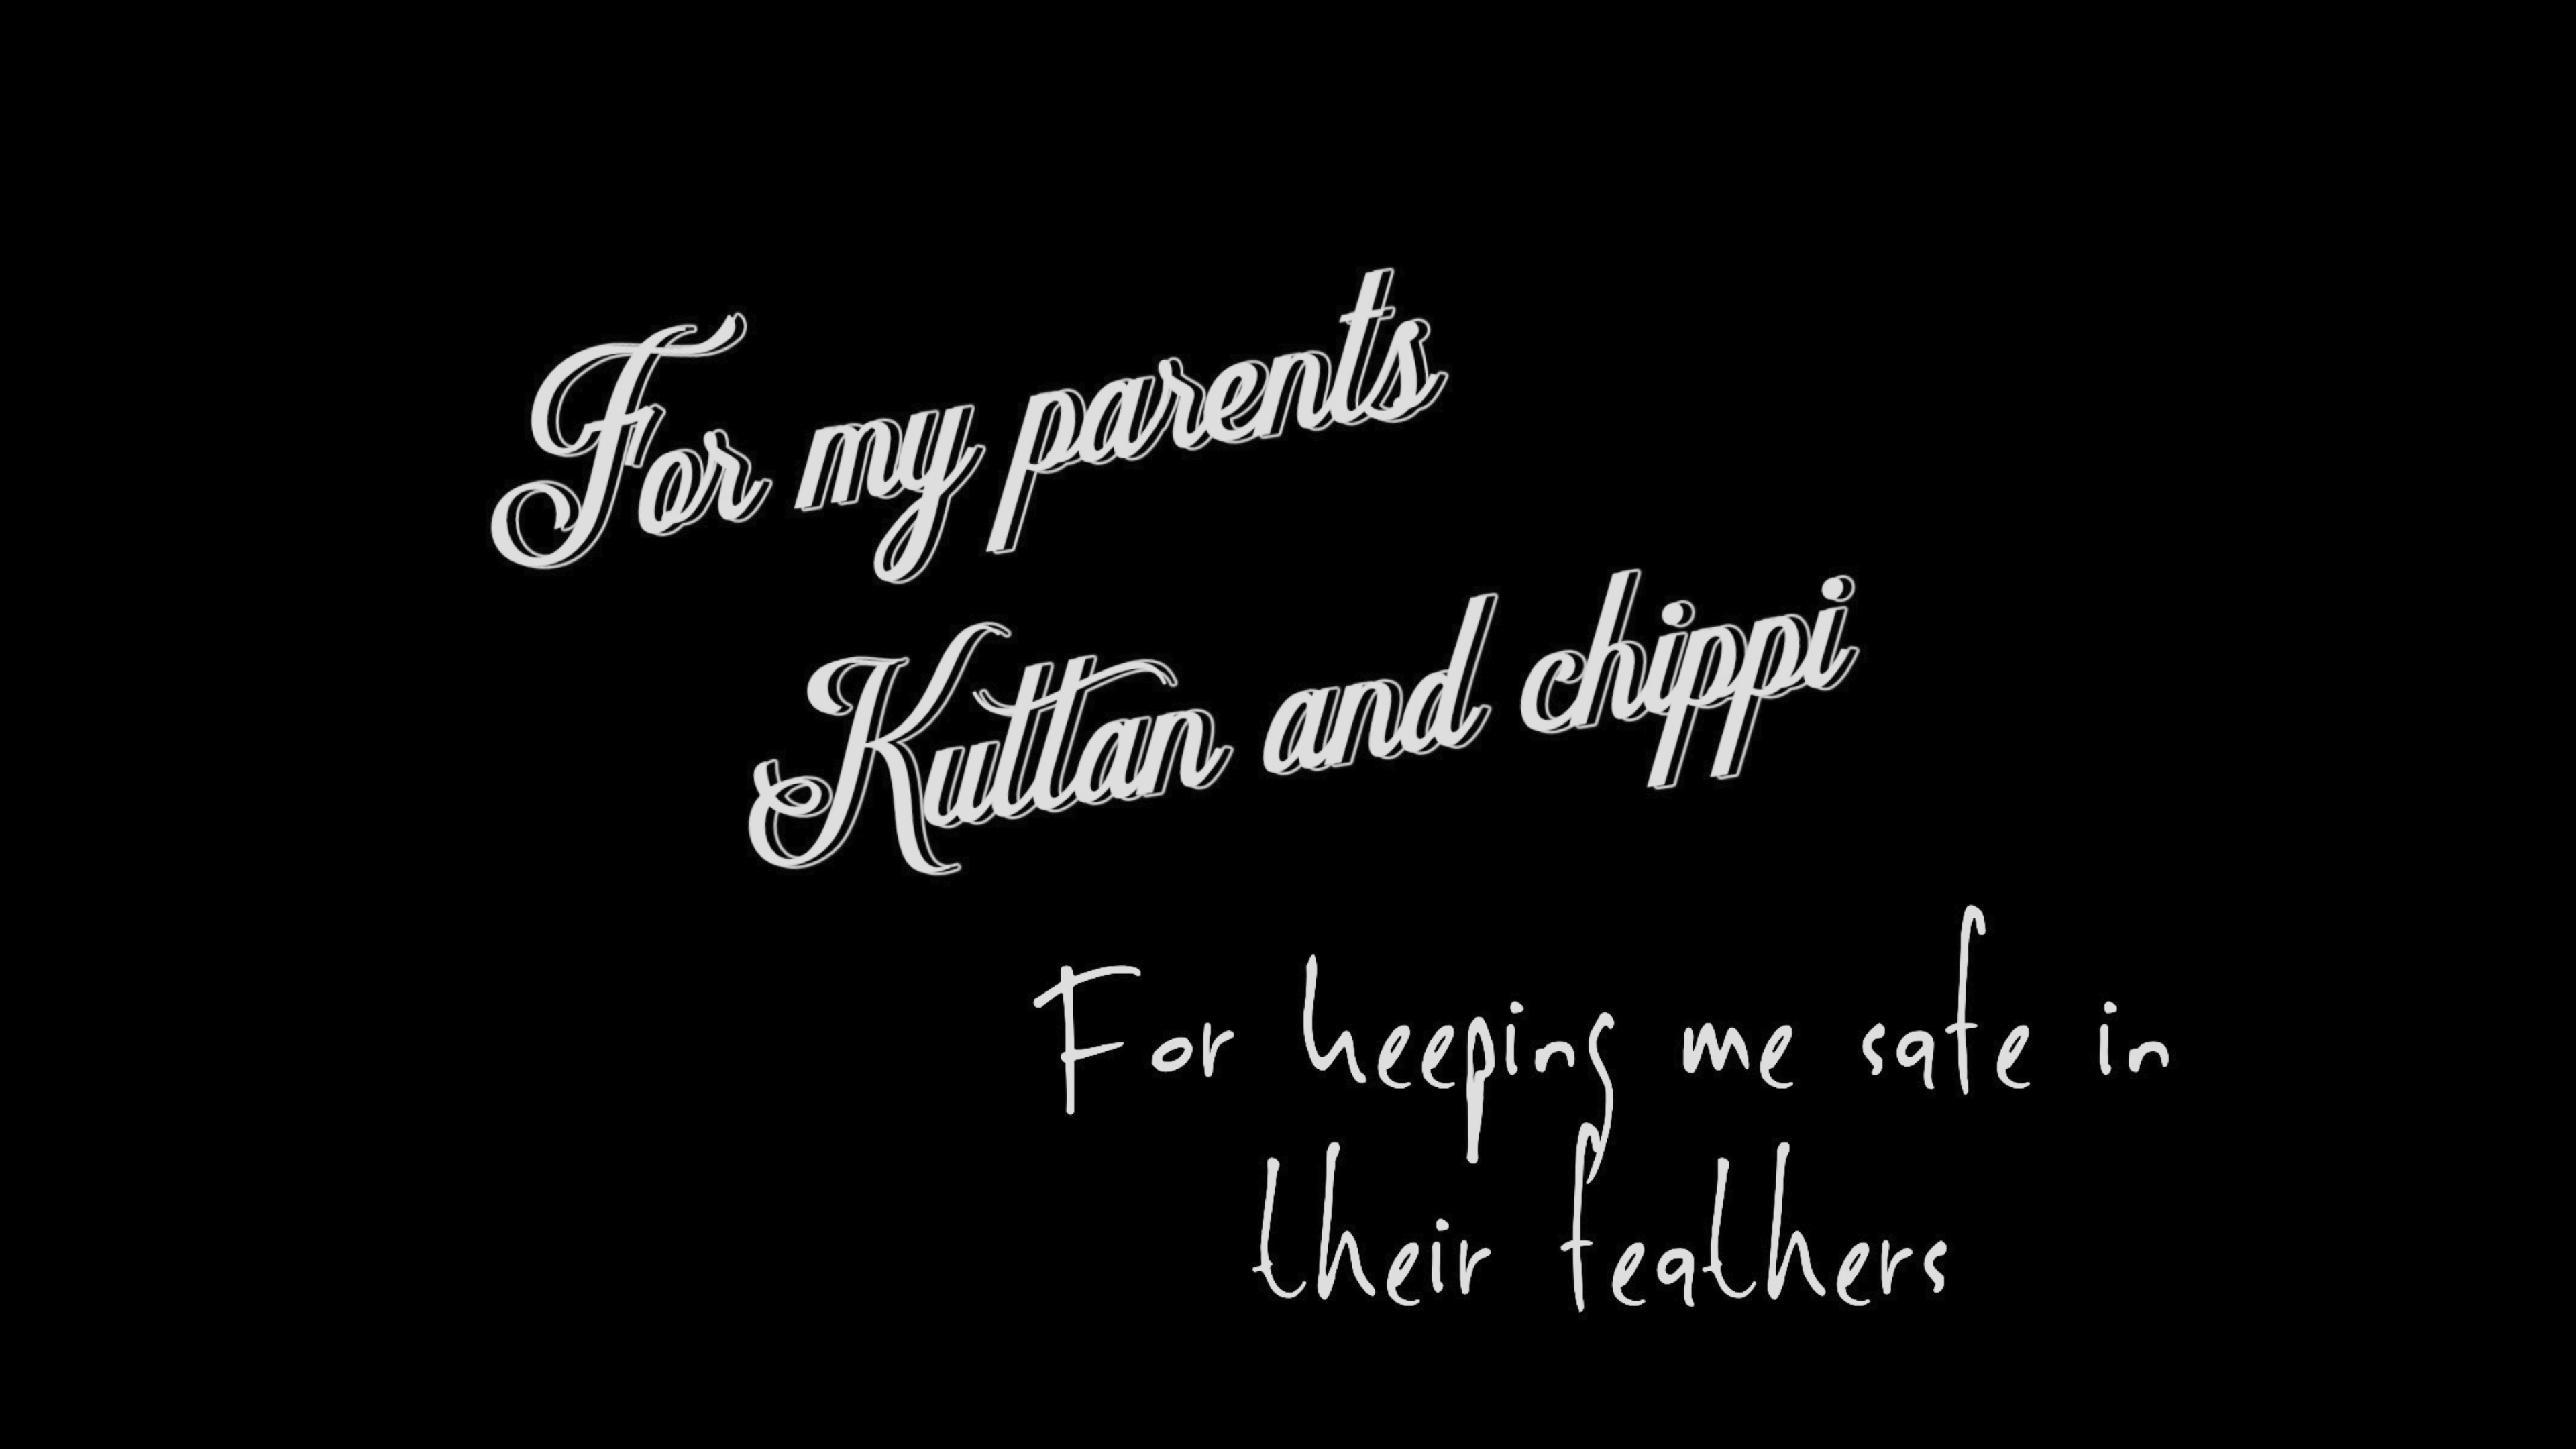 For my parents
Kuttan and chippi
For keeping me safe in
their feathers